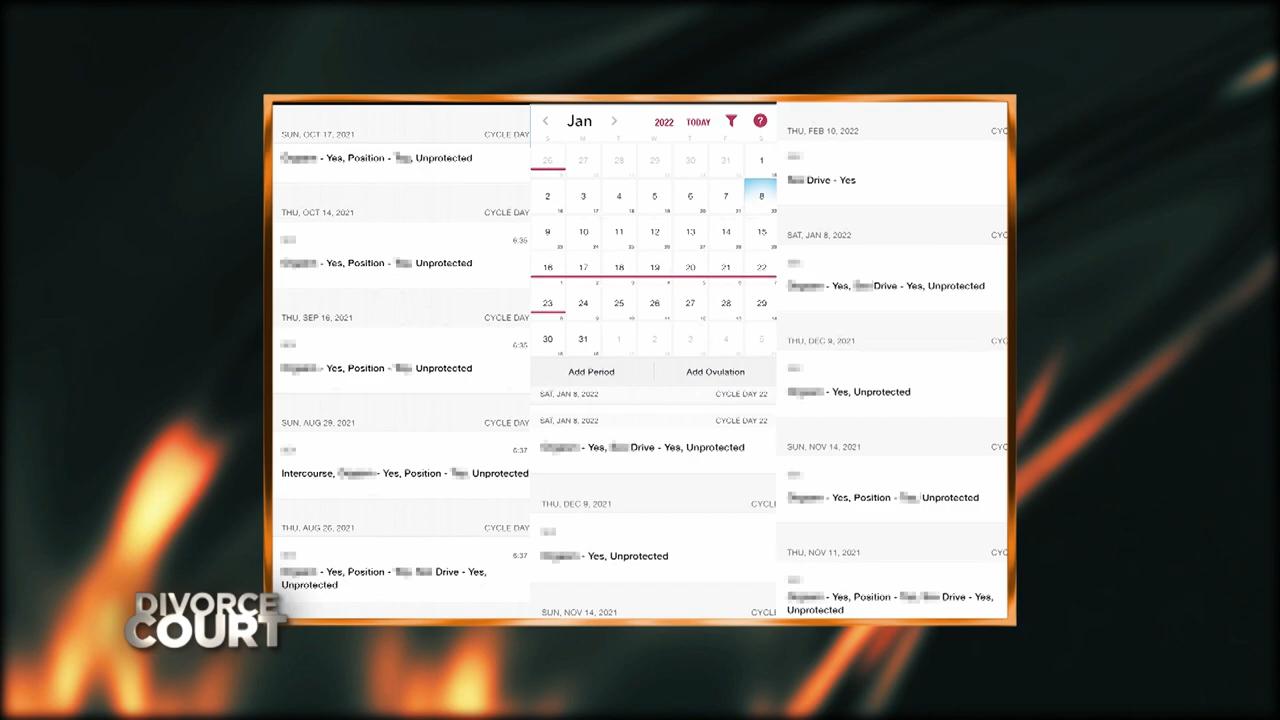 SUN, OCT 17, 2021 CYCLE DAY
- Yes, Position - , Unprotected
THU, OCT 14, 2021 CYCLE DAY
6:35
- Yes, Position - Unprotected
THU, SEP 16, 2021 CYCLE DAY
6:35
- Yes, Position - Unprotected
SUN, AUG 29, 2021 CYCLE DAY
6:37
Intercourse, - Yes, Position - Unprotected
THU, AUG 26, 2021 CYCLE DAY
6:37
- Yes, Position - Drive - Yes,
Unprotected
Jan 2022 TODAY ?
S M T W T F S
26 27 28 29 30 31 1
2 3 4 5 6 7 8
9 10 11 12 13 14 15
16 17 18 19 20 21 22
23 24 25 26 27 28 29
30 31 1 2 3 4 5
Add Period Add Ovulation
SAT, JAN 8, 2022 CYCLE DAY 22
SAT, JAN 8, 2022 CYCLE DAY 22
- Yes, Drive - Yes, Unprotected
THU, DEC 9, 2021 CYCLE
- Yes, Unprotected
SUN, NOV 14, 2021 CYCLE
THU, FEB 10, 2022 CYC
Drive - Yes
SAT, JAN 8, 2022 CYC
- Yes, Drive - Yes, Unprotected
THU, DEC 9, 2021 CYC
- Yes, Unprotected
SUN, NOV 14, 2021 CYC
- Yes, Position - Unprotected
THU, NOV 11, 2021 CYC
- Yes, Position - Drive - Yes,
Unprotected
DIVORCE
COURT